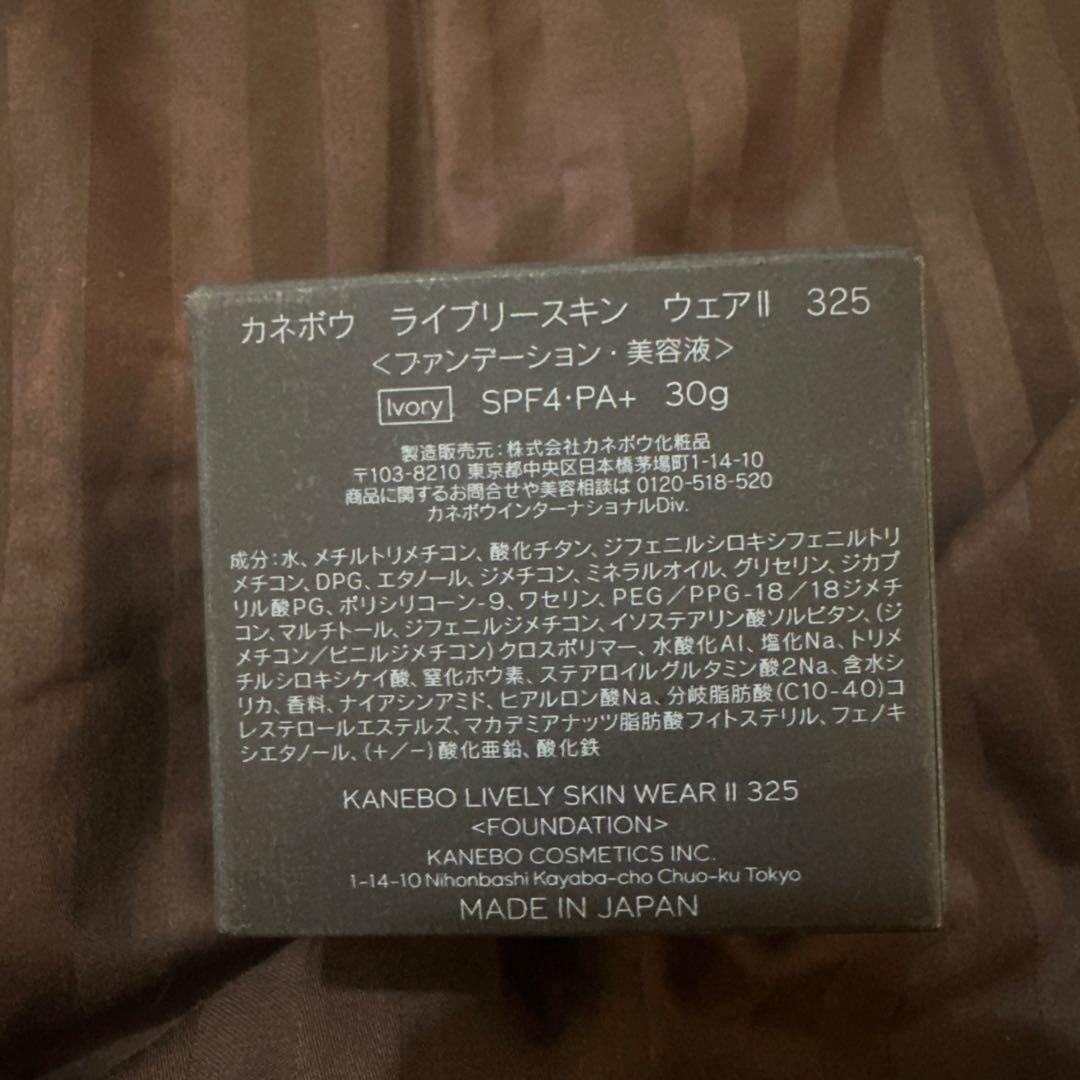 カネボウ ライブリースキン ウェアⅡ 325
<ファンデーション・美容液>
Ivory SPF4・PA+ 30g
製造販売元：株式会社カネボウ化粧品
〒103-8210 東京都中央区日本橋茅場町1-14-10
商品に関するお問合せや美容相談は 0120-518-520
カネボウインターナショナルDiv.
成分：水、メチルトリメチコン、酸化チタン、ジフェニルシロキシフェニルトリ
メチコン、DPG、エタノール、ジメチコン、ミネラルオイル、グリセリン、ジカプ
リル酸PG、ポリシリコーン-9、ワセリン、PEG／PPG-18／18ジメチ
コン、マルチトール、ジフェニルジメチコン、イソステアリン酸ソルビタン、(ジ
メチコン／ビニルジメチコン)クロスポリマー、水酸化Al、塩化Na、トリメ
チルシロキシケイ酸、窒化ホウ素、ステアロイルグルタミン酸2Na、含水シ
リカ、香料、ナイアシンアミド、ヒアルロン酸Na、分岐脂肪酸(C10-40)コ
レステロールエステルズ、マカデミアナッツ脂肪酸フィトステリル、フェノキ
シエタノール、(+/−)酸化亜鉛、酸化鉄
KANEBO LIVELY SKIN WEAR II 325
<FOUNDATION>
KANEBO COSMETICS INC.
1-14-10 Nihonbashi Kayaba-cho Chuo-ku Tokyo
MADE IN JAPAN